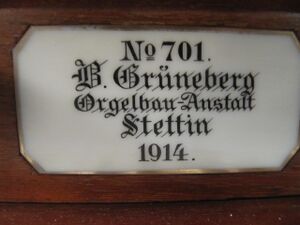 No 701.
B. Grüneberg
Orgelbau-Anstalt
Stettin
1914.